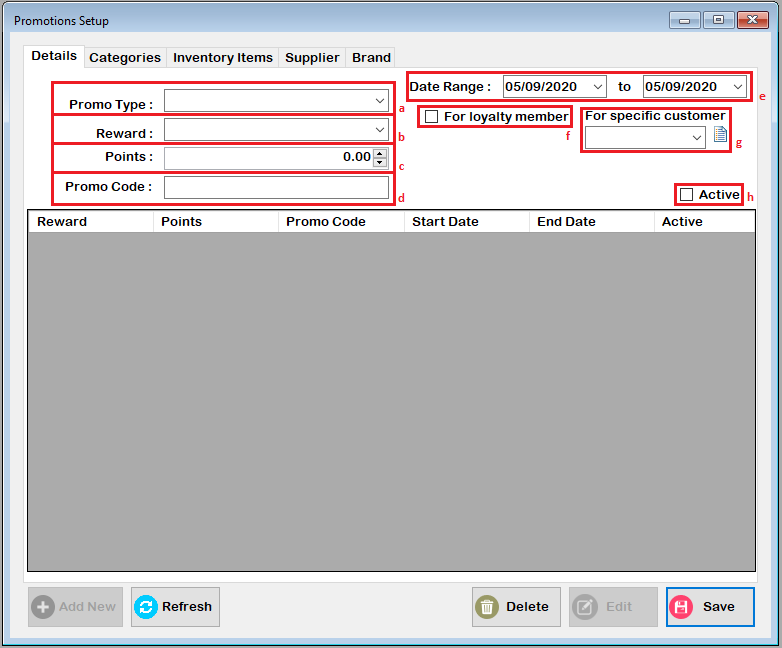 Promotions Setup
Details Categories Inventory Items Supplier Brand
Promo Type : a
Reward : b
Points : 0.00 c
Promo Code : d
Date Range : 05/09/2020 to 05/09/2020 e
For loyalty member f
For specific customer g
Active h
Reward Points Promo Code Start Date End Date Active
Add New Refresh Delete Edit Save